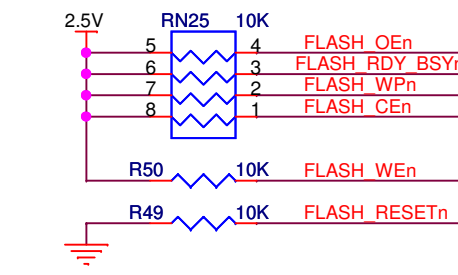 2.5V RN25 10K
5 4 FLASH_OEn
6 3 FLASH_RDY_BSYn
7 2 FLASH_WPn
8 1 FLASH_CEn
R50 10K FLASH_WEn
R49 10K FLASH_RESETn